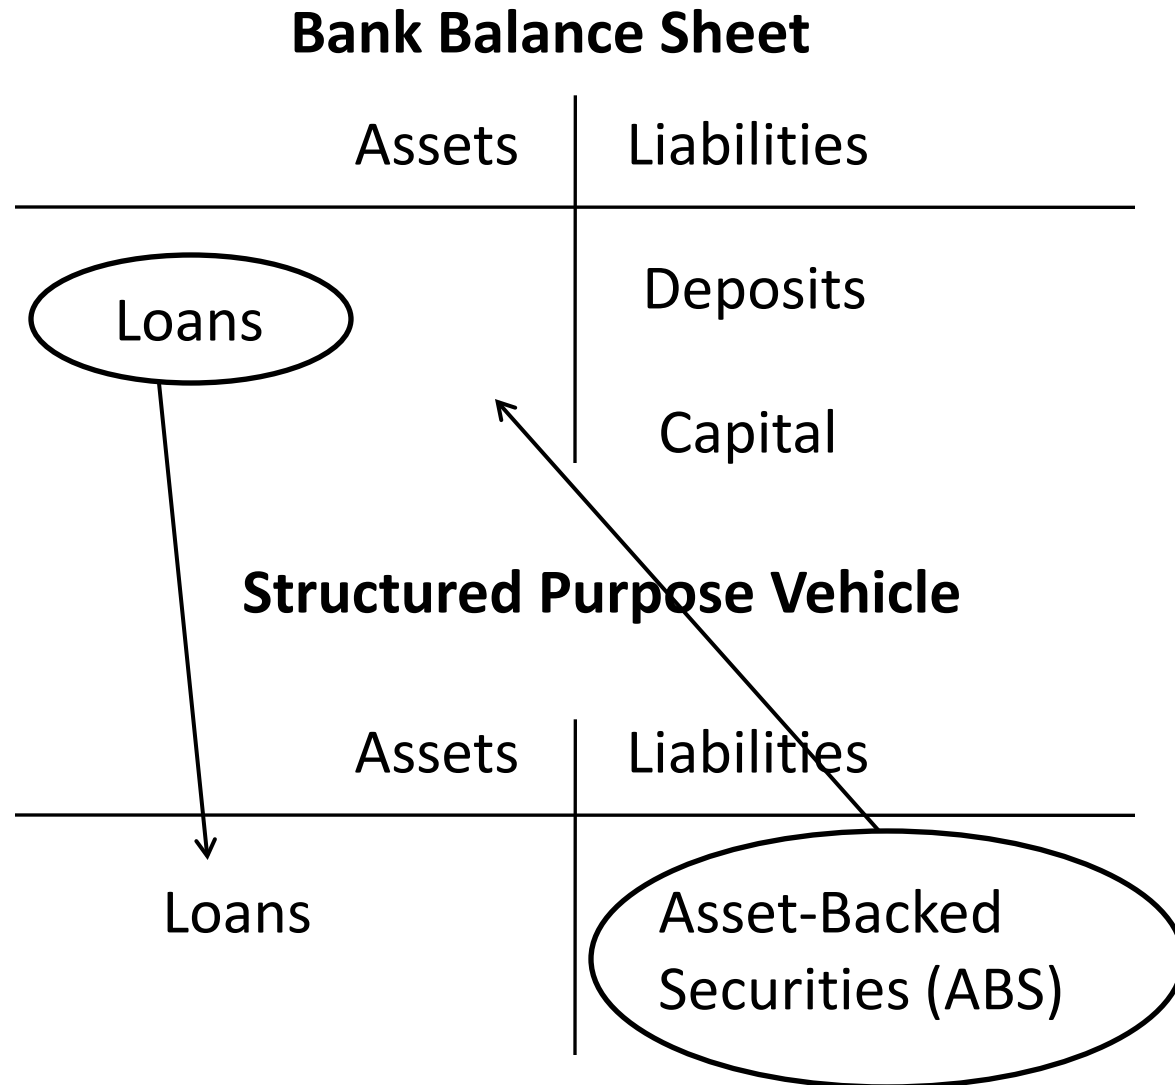 Bank Balance Sheet
Assets Liabilities
Loans
Deposits
Capital
Structured Purpose Vehicle
Assets Liabilities
Loans
Asset-Backed
Securities (ABS)